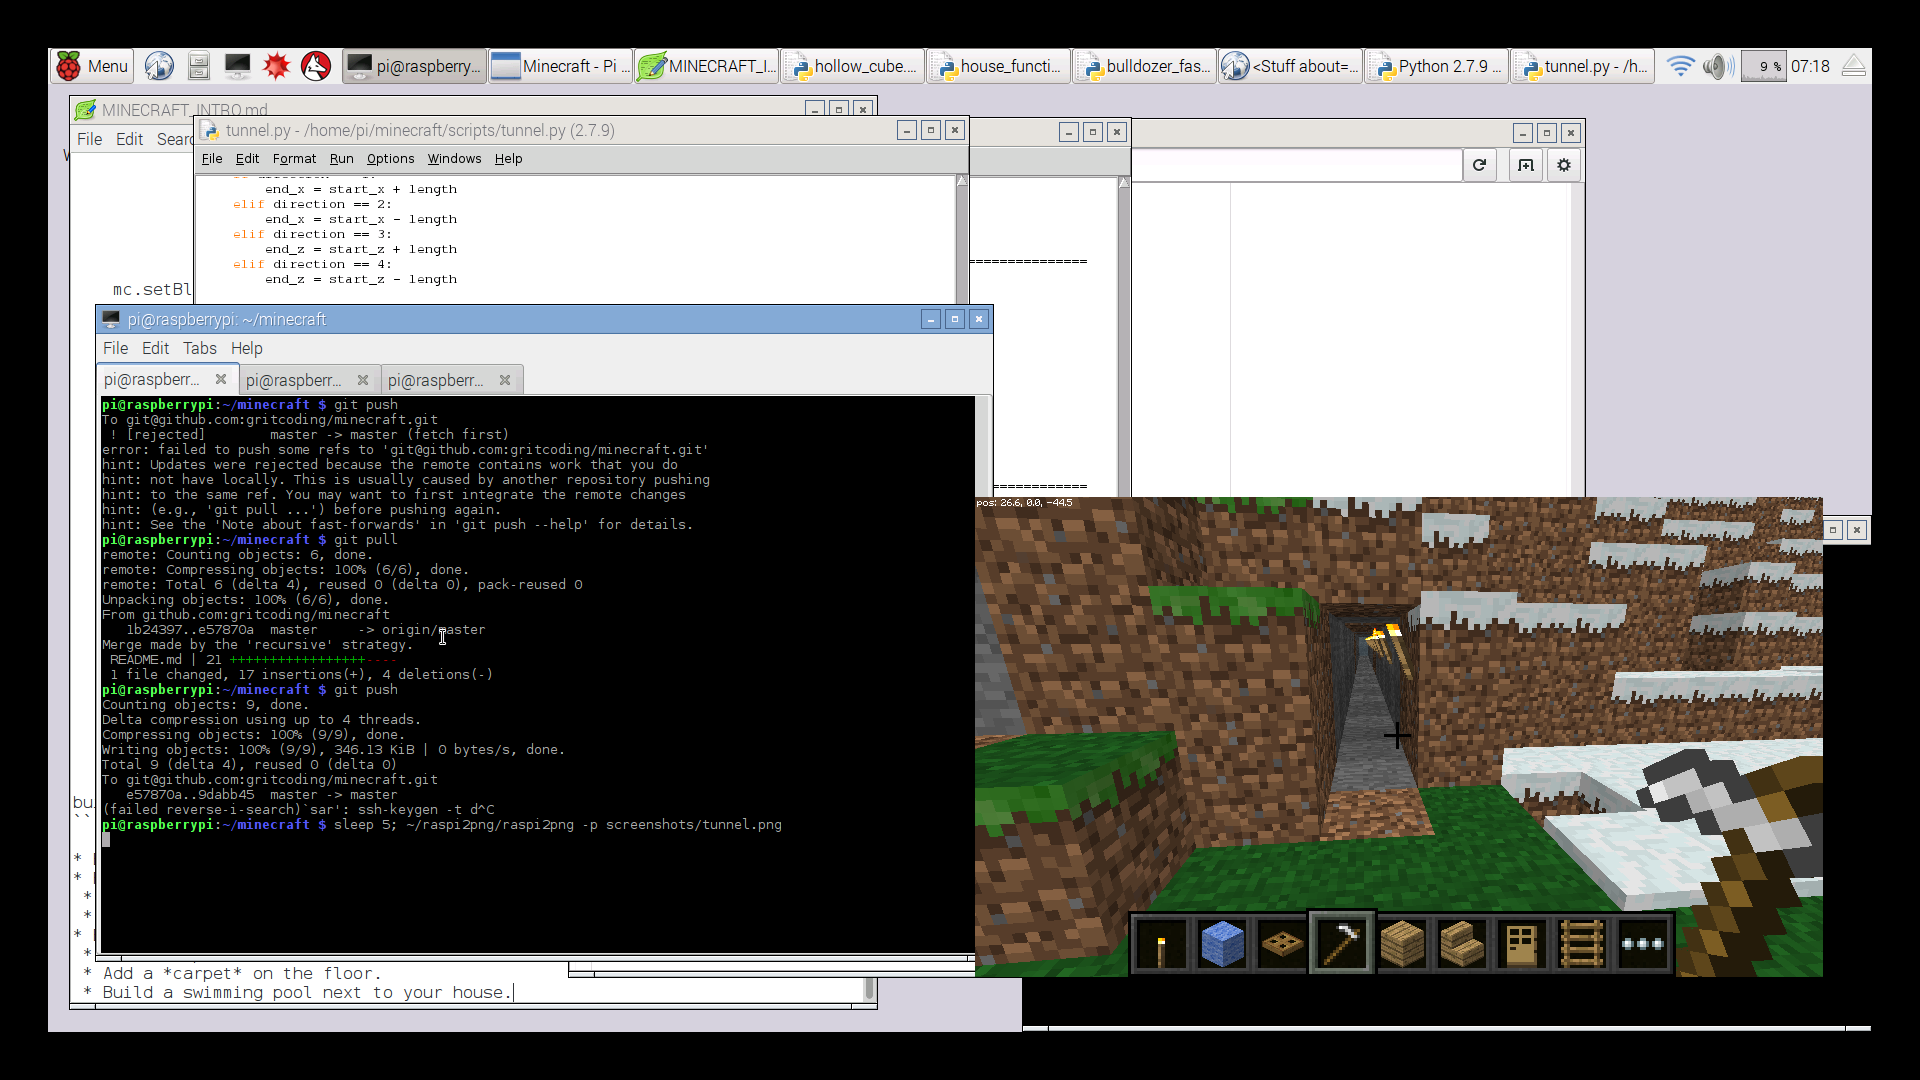 Menu
pi@raspberry...
Minecraft - Pi ...
MINECRAFT_I...
hollow_cube....
house_functi...
bulldozer_fas...
<Stuff about=...
Python 2.7.9 ...
tunnel.py - /h...
9 %
07:18
MINECRAFT_INTRO.md
File Edit Searc
tunnel.py - /home/pi/minecraft/scripts/tunnel.py (2.7.9)
File Edit Format Run Options Windows Help
end_x = start_x + length
elif direction == 2:
end_x = start_x - length
elif direction == 3:
end_z = start_z + length
elif direction == 4:
end_z = start_z - length
===============
mc.setBl
pi@raspberrypi: ~/minecraft
File Edit Tabs Help
pi@raspberr... pi@raspberr... pi@raspberr...
pi@raspberrypi:~/minecraft $ git push
To git@github.com:gritcoding/minecraft.git
! [rejected] master -> master (fetch first)
error: failed to push some refs to 'git@github.com:gritcoding/minecraft.git'
hint: Updates were rejected because the remote contains work that you do
hint: not have locally. This is usually caused by another repository pushing
hint: to the same ref. You may want to first integrate the remote changes
hint: (e.g., 'git pull ...') before pushing again.
hint: See the 'Note about fast-forwards' in 'git push --help' for details.
pi@raspberrypi:~/minecraft $ git pull
remote: Counting objects: 6, done.
remote: Compressing objects: 100% (6/6), done.
remote: Total 6 (delta 4), reused 0 (delta 0), pack-reused 0
Unpacking objects: 100% (6/6), done.
From github.com:gritcoding/minecraft
1b24397..e57870a master -> origin/master
Merge made by the 'recursive' strategy.
README.md | 21 +++++++++++++++++----
1 file changed, 17 insertions(+), 4 deletions(-)
pi@raspberrypi:~/minecraft $ git push
Counting objects: 9, done.
Delta compression using up to 4 threads.
Compressing objects: 100% (9/9), done.
Writing objects: 100% (9/9), 346.13 KiB | 0 bytes/s, done.
Total 9 (delta 4), reused 0 (delta 0)
To git@github.com:gritcoding/minecraft.git
e57870a..9dabb45 master -> master
(failed reverse-i-search)`sar': ssh-keygen -t d^C
pi@raspberrypi:~/minecraft $ sleep 5; ~/raspi2png/raspi2png -p screenshots/tunnel.png
===============
pos: 26.6, 0.0, -44.5
bu
``
*
*
*
*
*
*
* Add a *carpet* on the floor.
* Build a swimming pool next to your house.